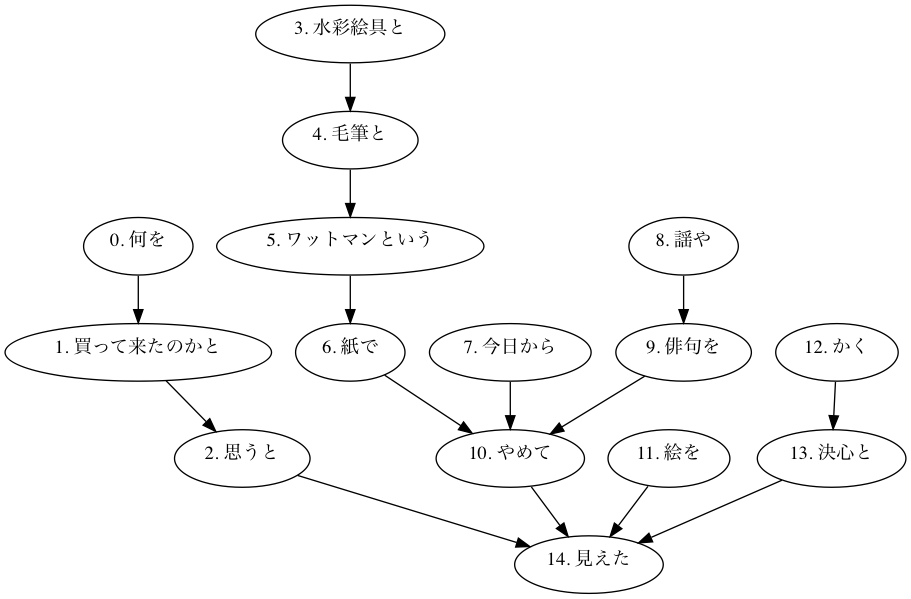 3. 水彩絵具と
4. 毛筆と
0. 何を
5. ワットマンという
8. 謡や
1. 買って来たのかと
6. 紙で
7. 今日から
9. 俳句を
12. かく
2. 思うと
10. やめて
11. 絵を
13. 決心と
14. 見えた